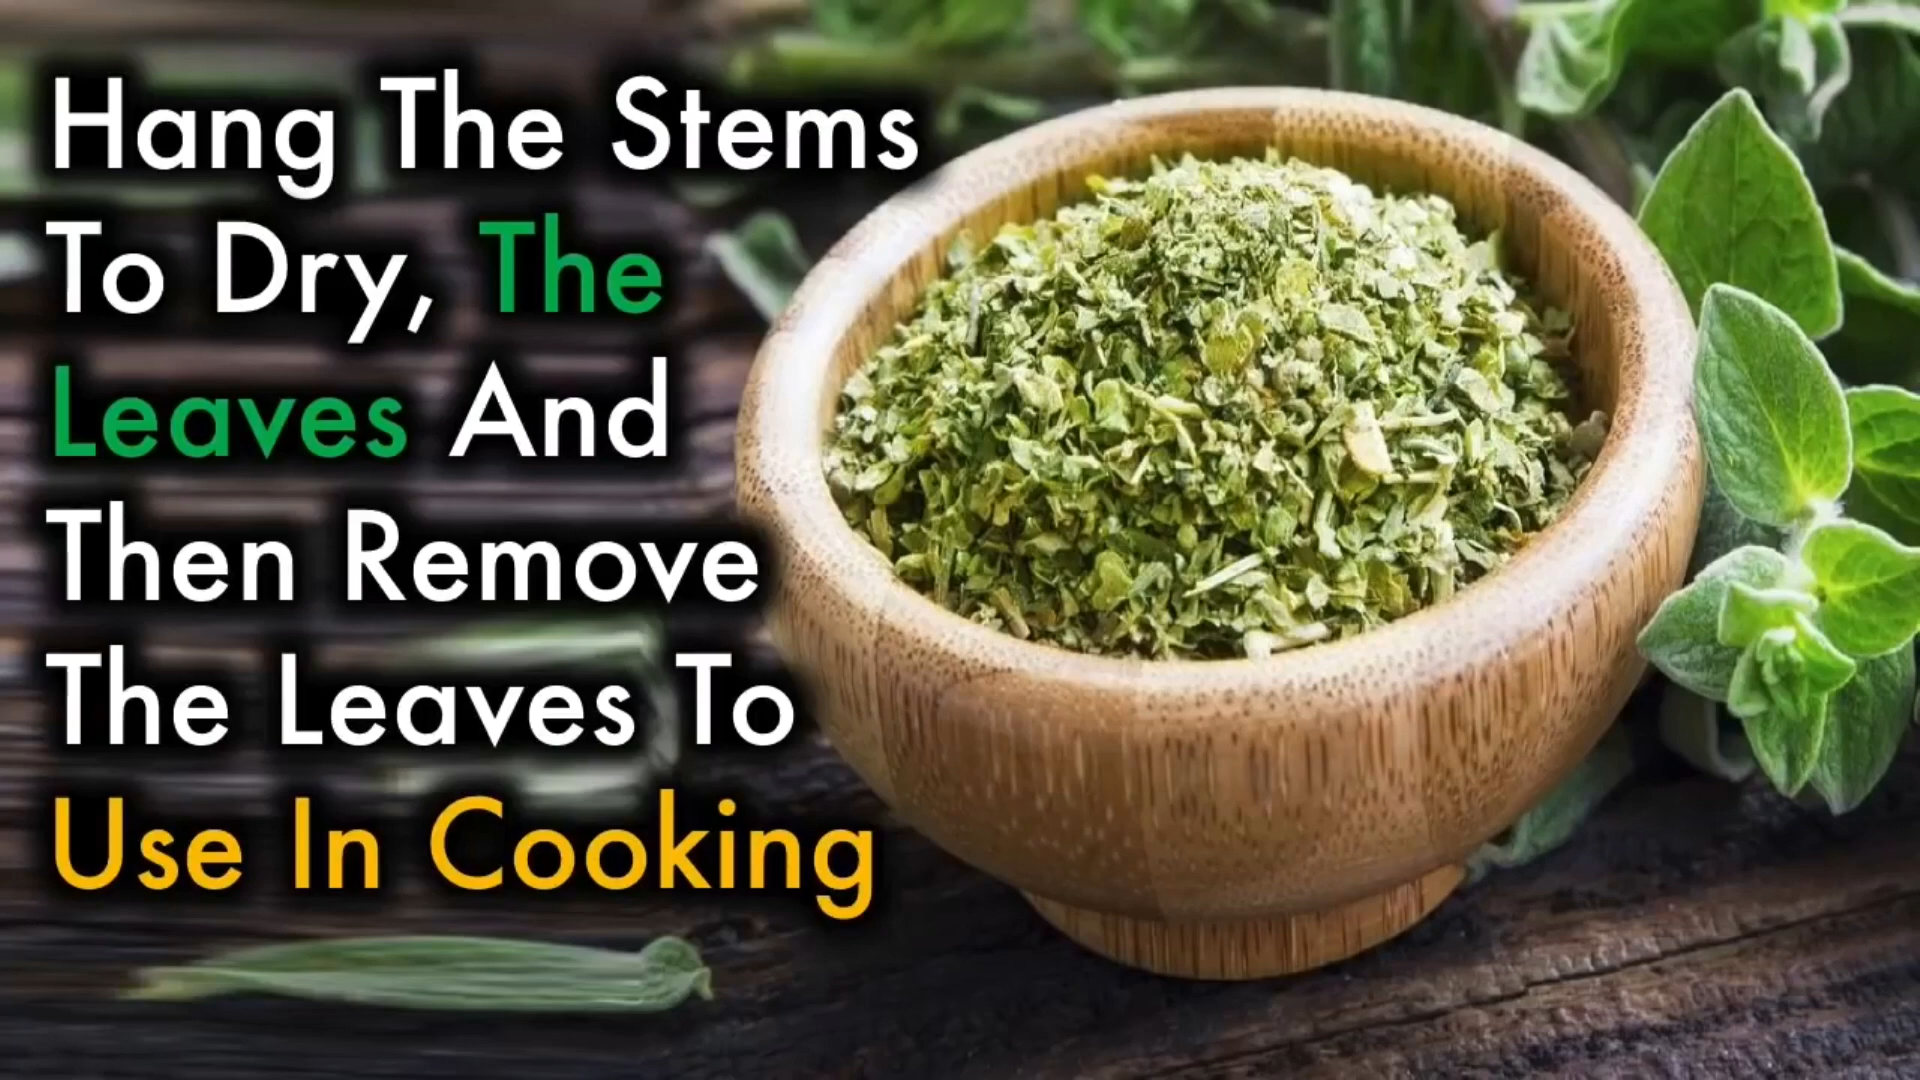 Hang The Stems
To Dry, The
Leaves And
Then Remove
The Leaves To
Use In Cooking